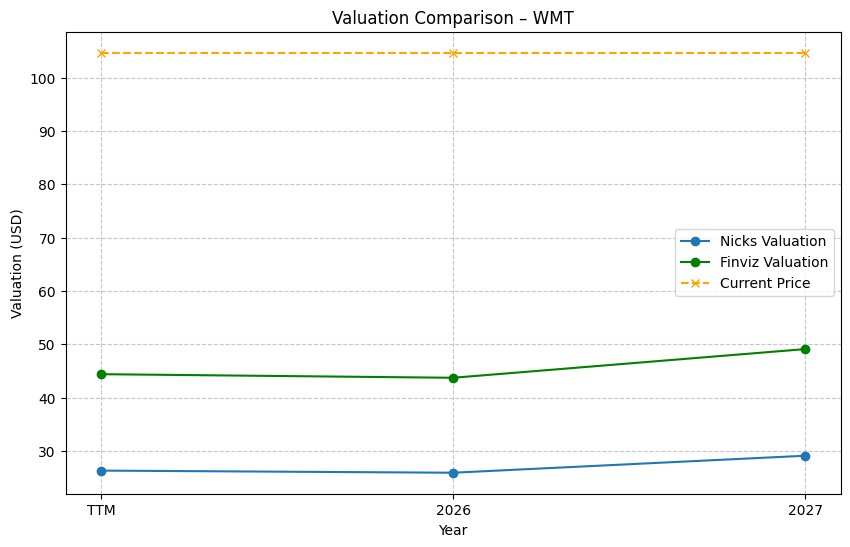 Valuation Comparison – WMT
Valuation (USD)
100
90
80
70
60
50
40
30
Nicks Valuation
Finviz Valuation
Current Price
TTM
2026
2027
Year